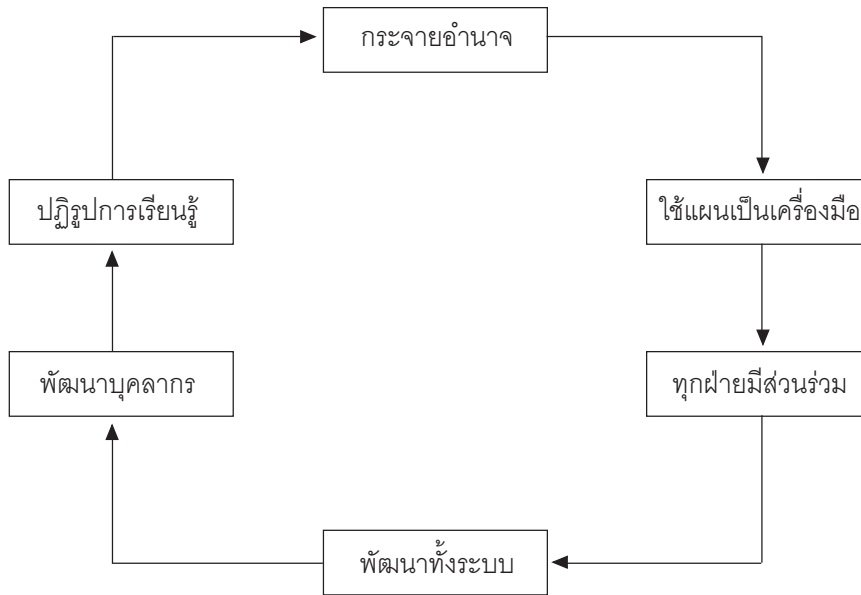 กระจายอำนาจ
ปฏิรูปการเรียนรู้
ใช้แผนเป็นเครื่องมือ
พัฒนาบุคลากร
ทุกฝ่ายมีส่วนร่วม
พัฒนาทั้งระบบ